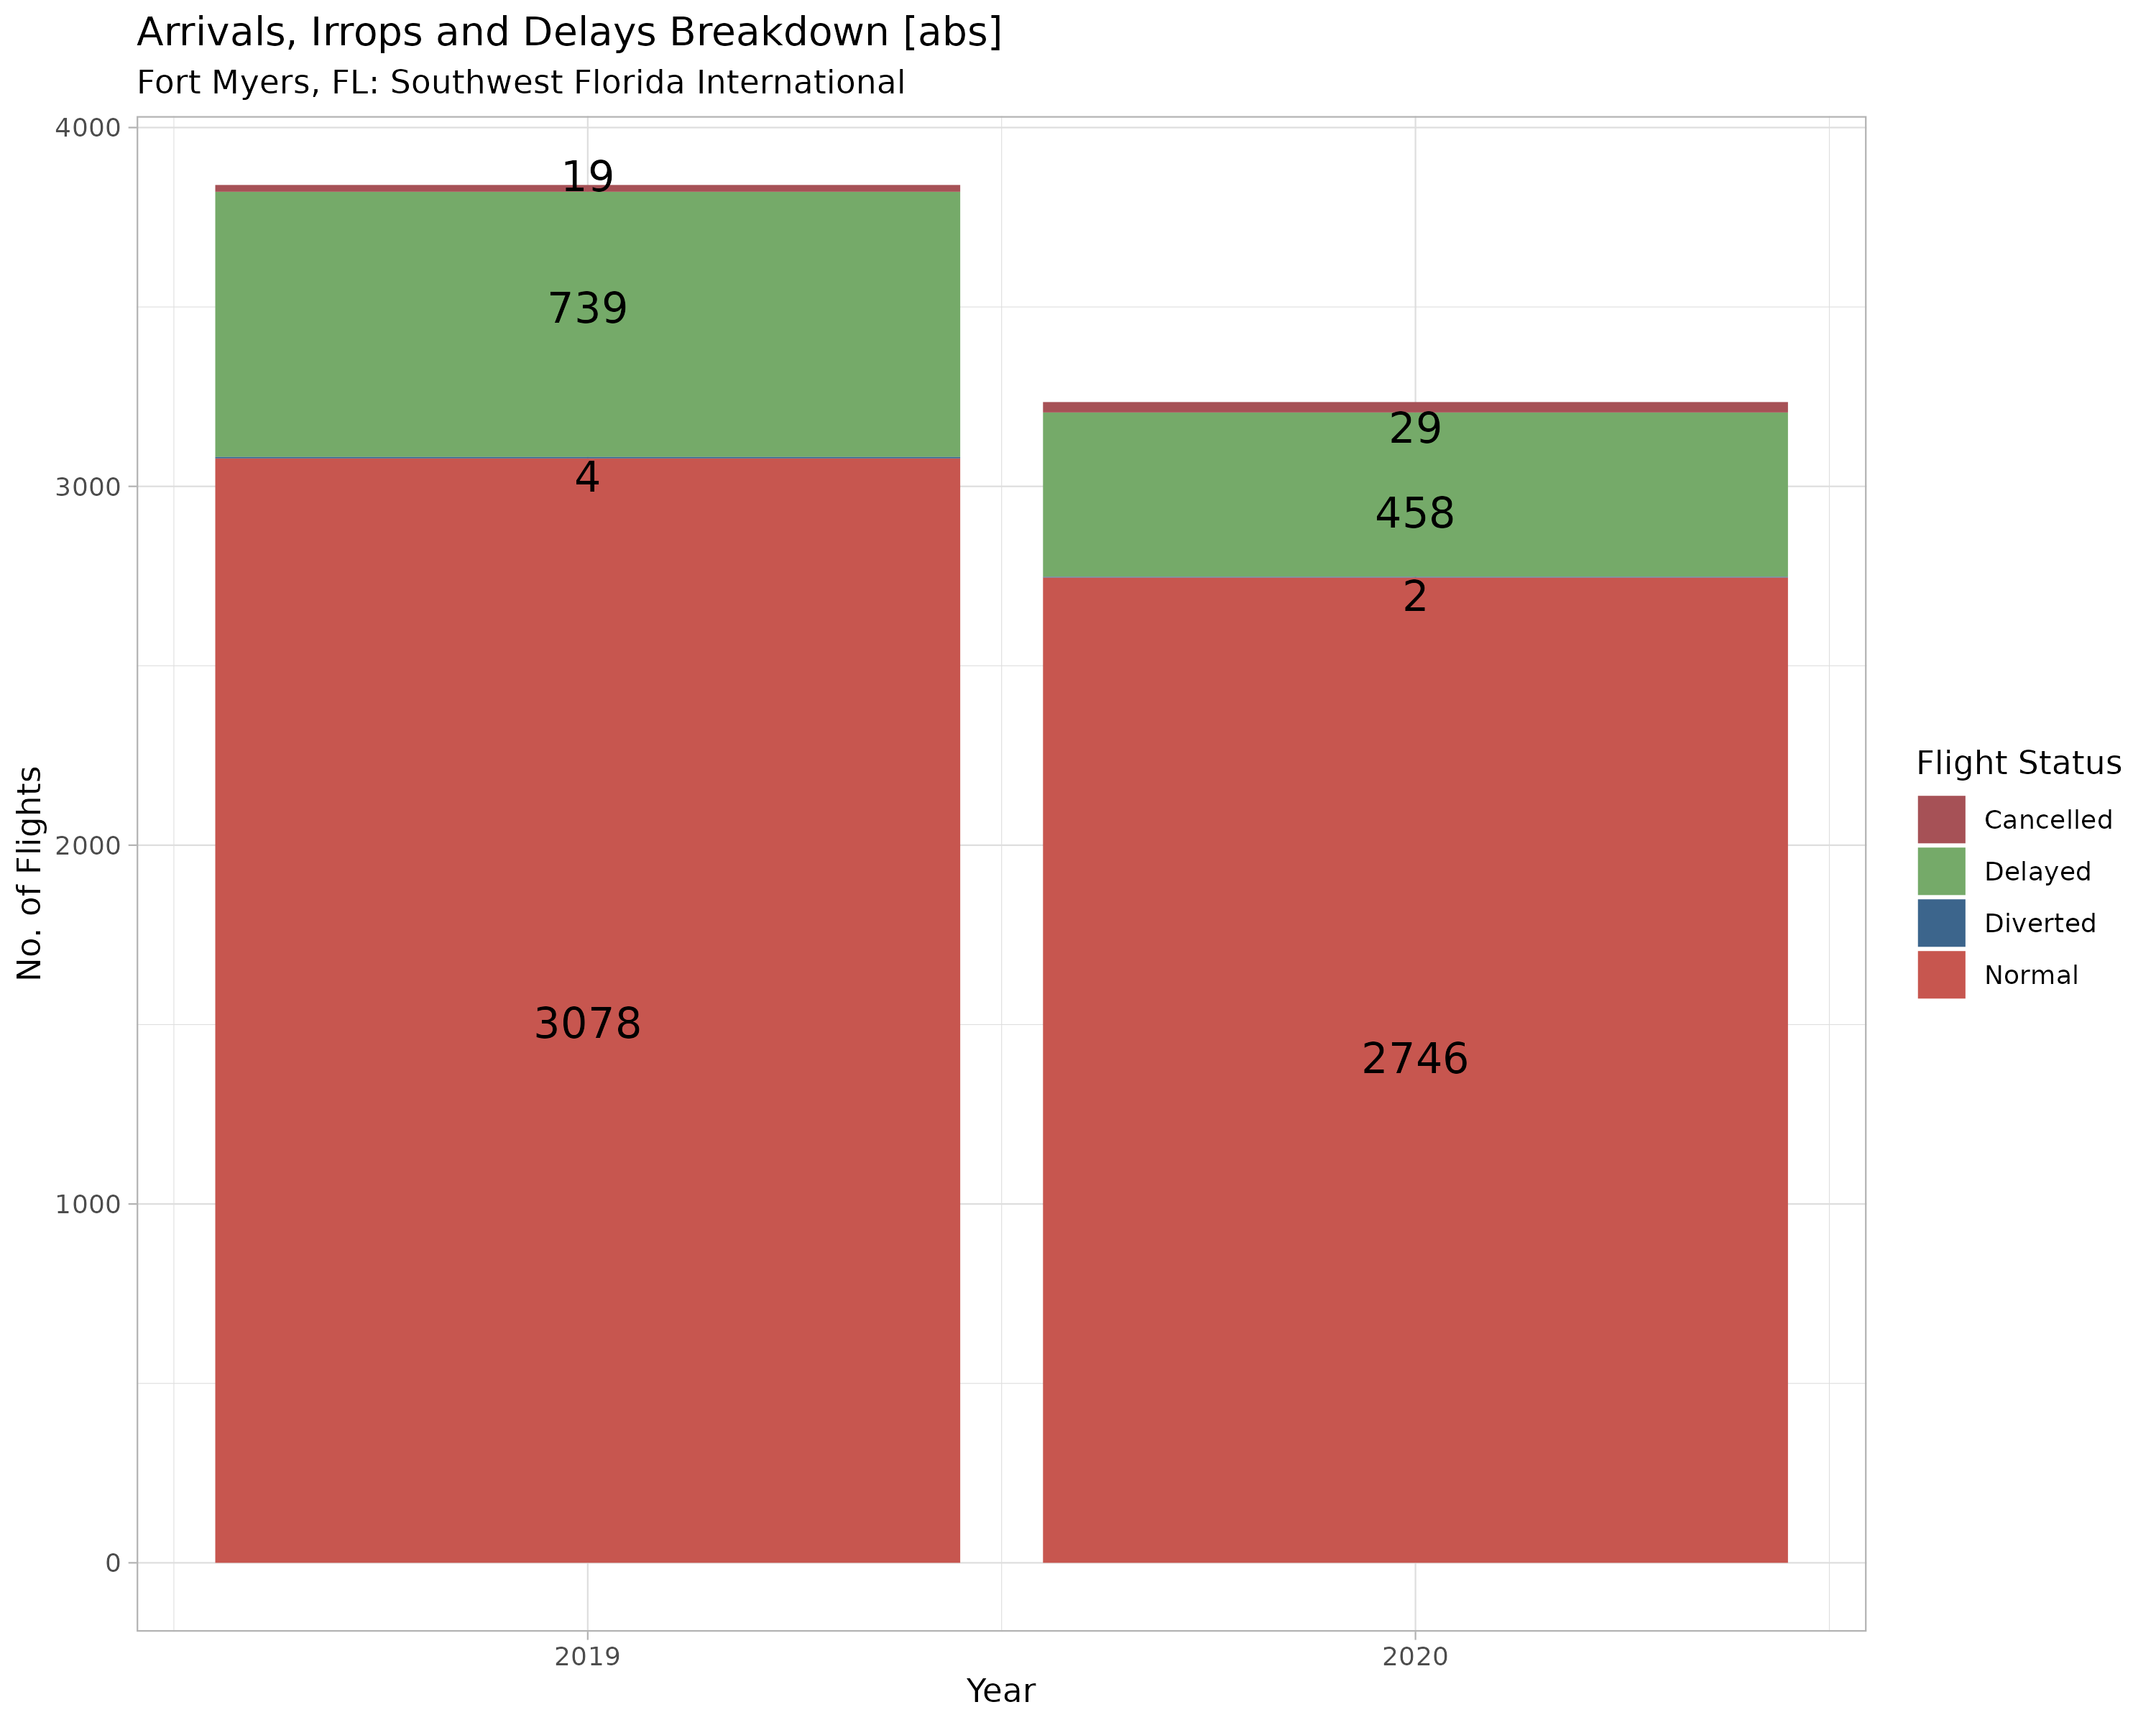 Arrivals, Irrops and Delays Breakdown [abs]
Fort Myers, FL: Southwest Florida International
4000
3000
2000
1000
0
No. of Flights
19
739
4
3078
29
458
2
2746
2019
2020
Year
Flight Status
Cancelled
Delayed
Diverted
Normal